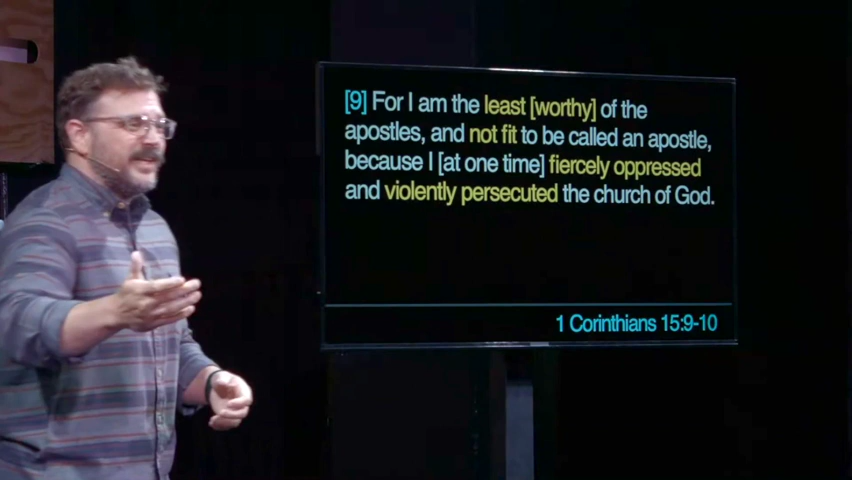 [9] For I am the least [worthy] of the
apostles, and not fit to be called an apostle,
because I [at one time] fiercely oppressed
and violently persecuted the church of God.
1 Corinthians 15:9-10